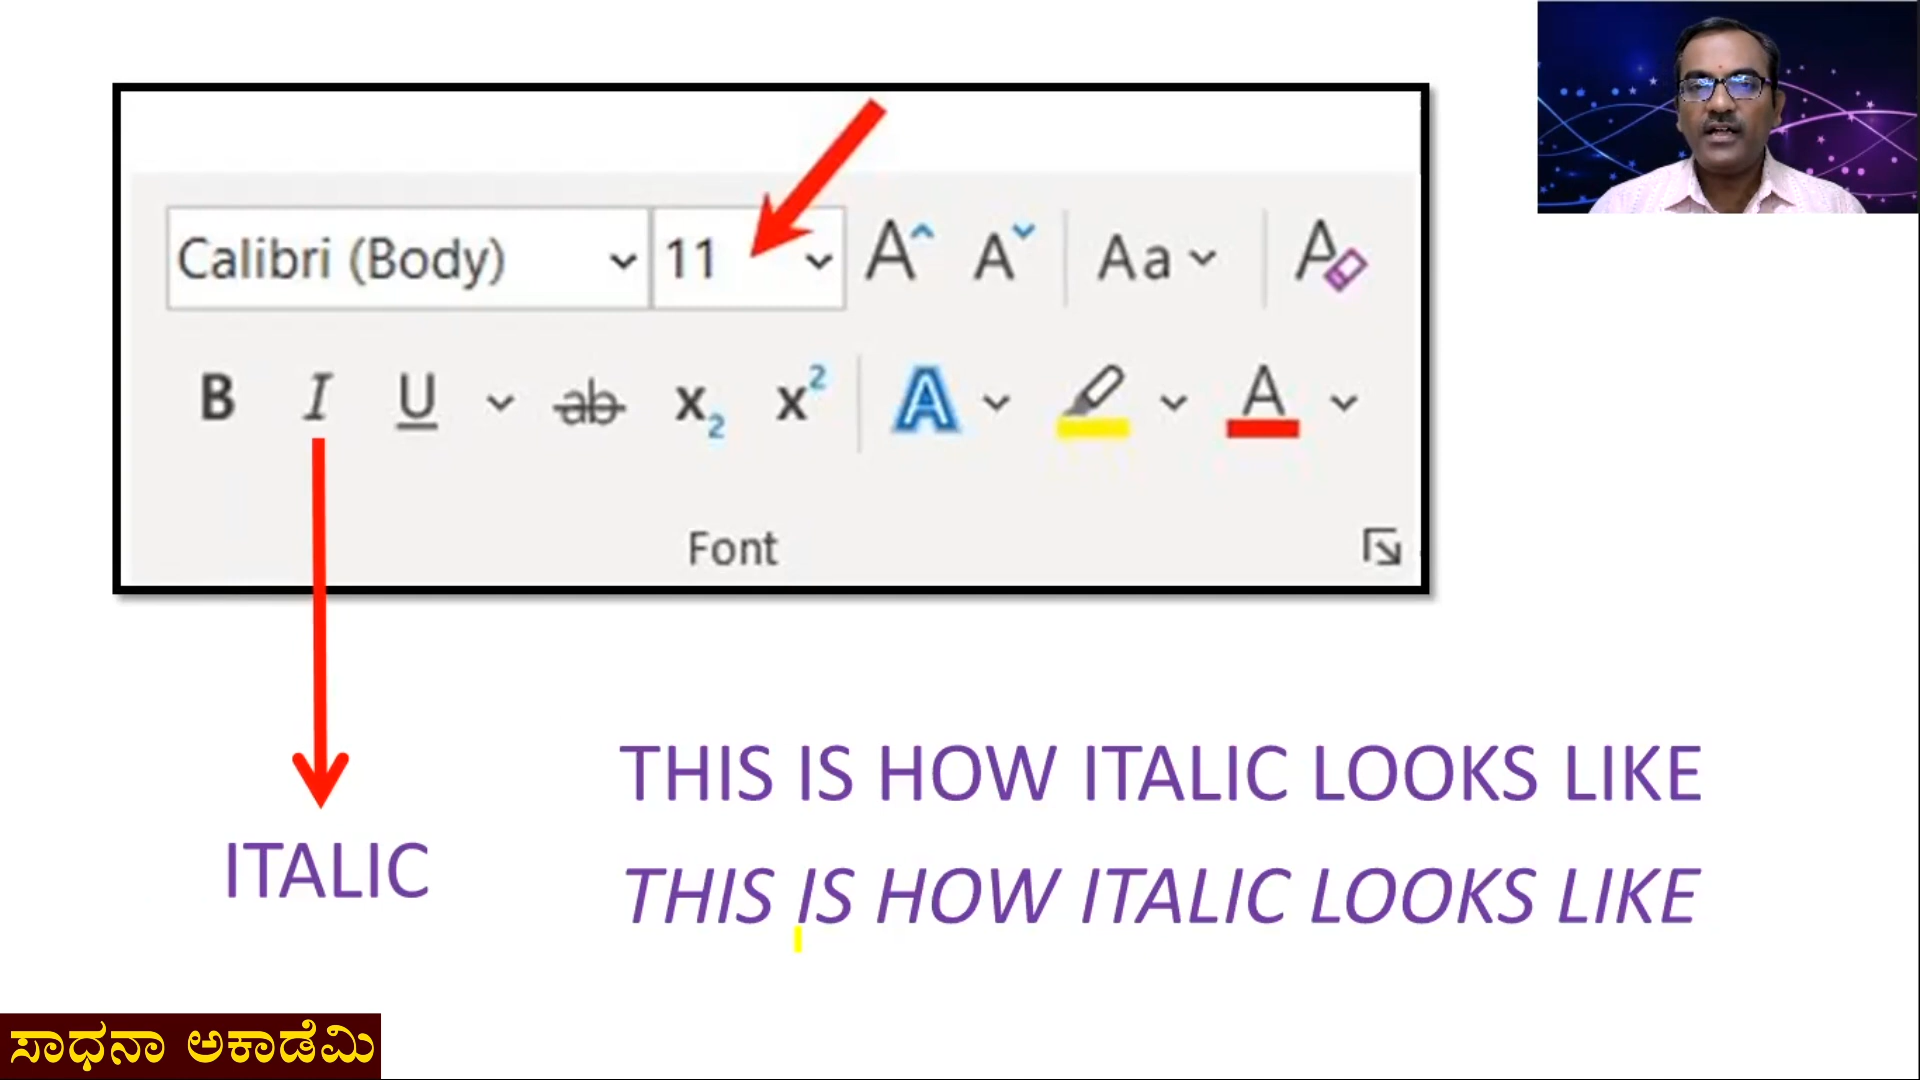 Calibri (Body) 11 A A Aa A
B I U ab x2 x2 A A
Font
THIS IS HOW ITALIC LOOKS LIKE
ITALIC
THIS IS HOW ITALIC LOOKS LIKE
ಸಾಧನಾ ಅಕಾಡೆಮಿ